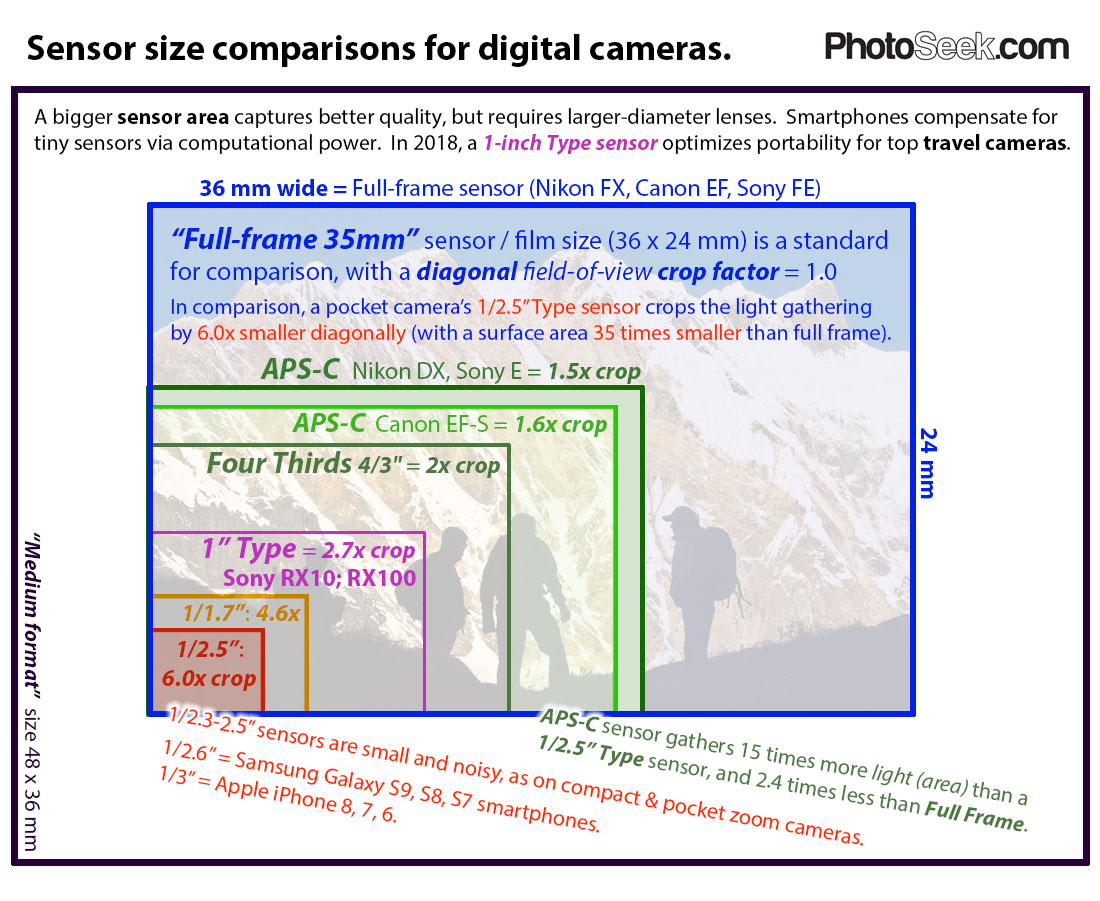 Sensor size comparisons for digital cameras.
PhotoSeek.com
A bigger sensor area captures better quality, but requires larger-diameter lenses. Smartphones compensate for
tiny sensors via computational power. In 2018, a 1-inch Type sensor optimizes portability for top travel cameras.
36 mm wide = Full-frame sensor (Nikon FX, Canon EF, Sony FE)
“Full-frame 35mm” sensor / film size (36 x 24 mm) is a standard
for comparison, with a diagonal field-of-view crop factor = 1.0
In comparison, a pocket camera’s 1/2.5” Type sensor crops the light gathering
by 6.0x smaller diagonally (with a surface area 35 times smaller than full frame).
APS-C Nikon DX, Sony E = 1.5x crop
APS-C Canon EF-S = 1.6x crop
Four Thirds 4/3" = 2x crop
1” Type = 2.7x crop
Sony RX10; RX100
1/1.7”: 4.6x
1/2.5”:
6.0x crop
24 mm
“Medium format” size 48 x 36 mm
1/2.3-2.5” sensors are small and noisy, as on compact & pocket zoom cameras.
1/2.6” = Samsung Galaxy S9, S8, S7 smartphones.
1/3” = Apple iPhone 8, 7, 6.
APS-C sensor gathers 15 times more light (area) than a
1/2.5” Type sensor, and 2.4 times less than Full Frame.